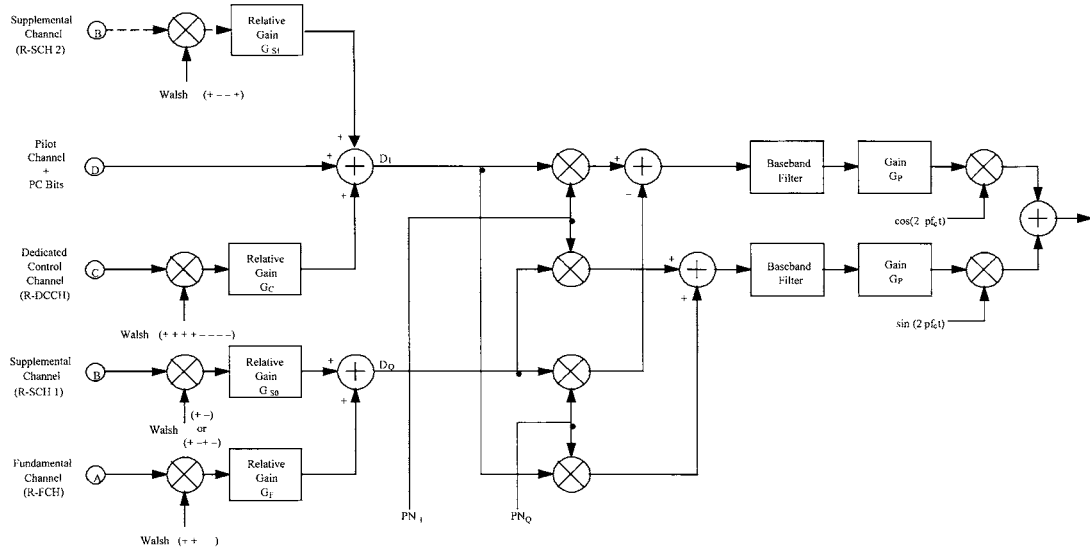 Supplemental
Channel
(R-SCH 2)
B
Relative
Gain
G S1
Walsh (+ – – +)
Pilot
Channel
+
PC Bits
D
+
+
+
D I
+
–
Baseband
Filter
Gain
G P
cos(2 pf c t)
Dedicated
Control
Channel
(R-DCCH)
C
Relative
Gain
G C
Walsh (+ + + + – – – –)
+
+
Baseband
Filter
Gain
G P
sin (2 pf c t)
Supplemental
Channel
(R-SCH 1)
B
Relative
Gain
G S0
Walsh (+ –)
or
(+ –+ –)
+
+
D Q
Fundamental
Channel
(R-FCH)
A
Relative
Gain
G F
Walsh (+ + )
PN I
PN Q